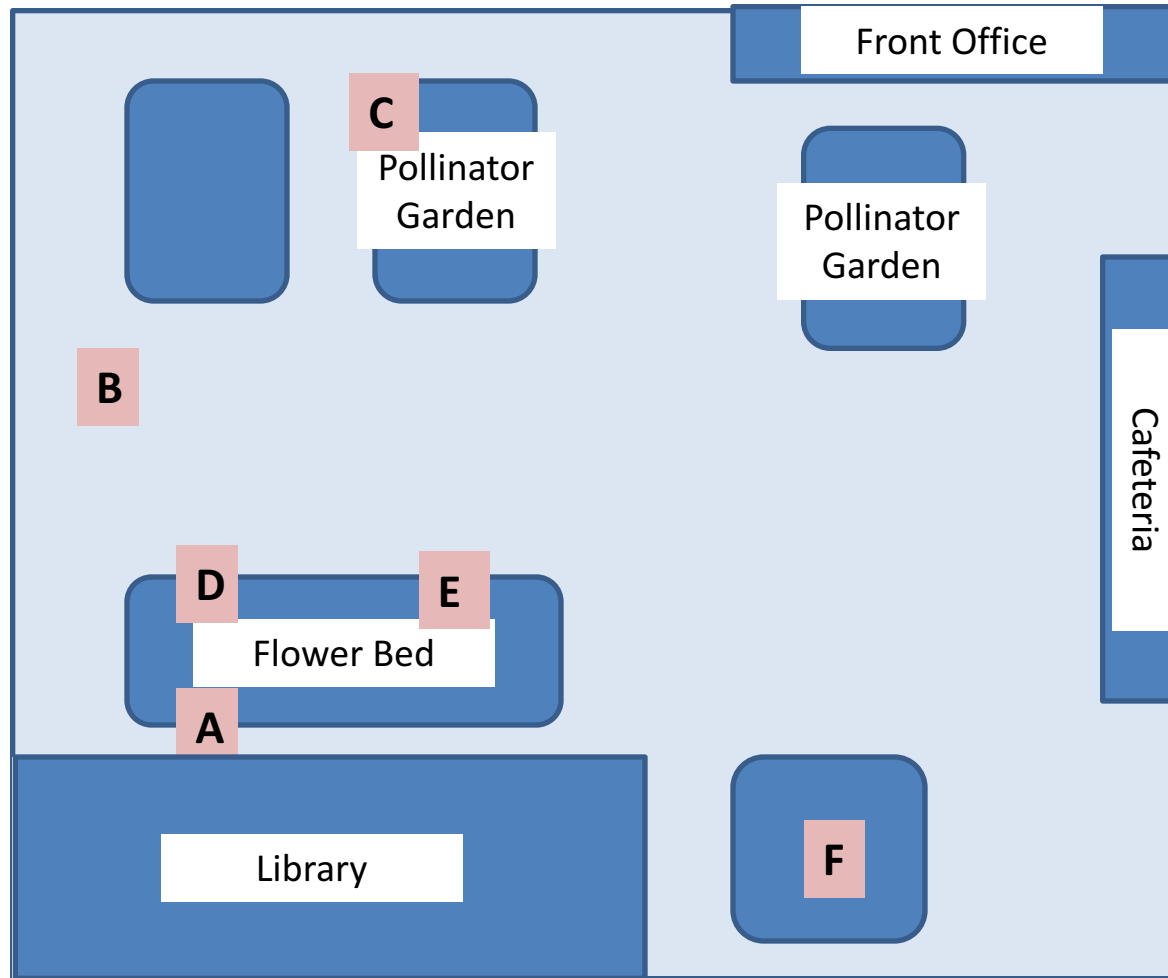 Front Office
C
Pollinator
Garden
Pollinator
Garden
B
Cafeteria
D
E
Flower Bed
A
Library
F